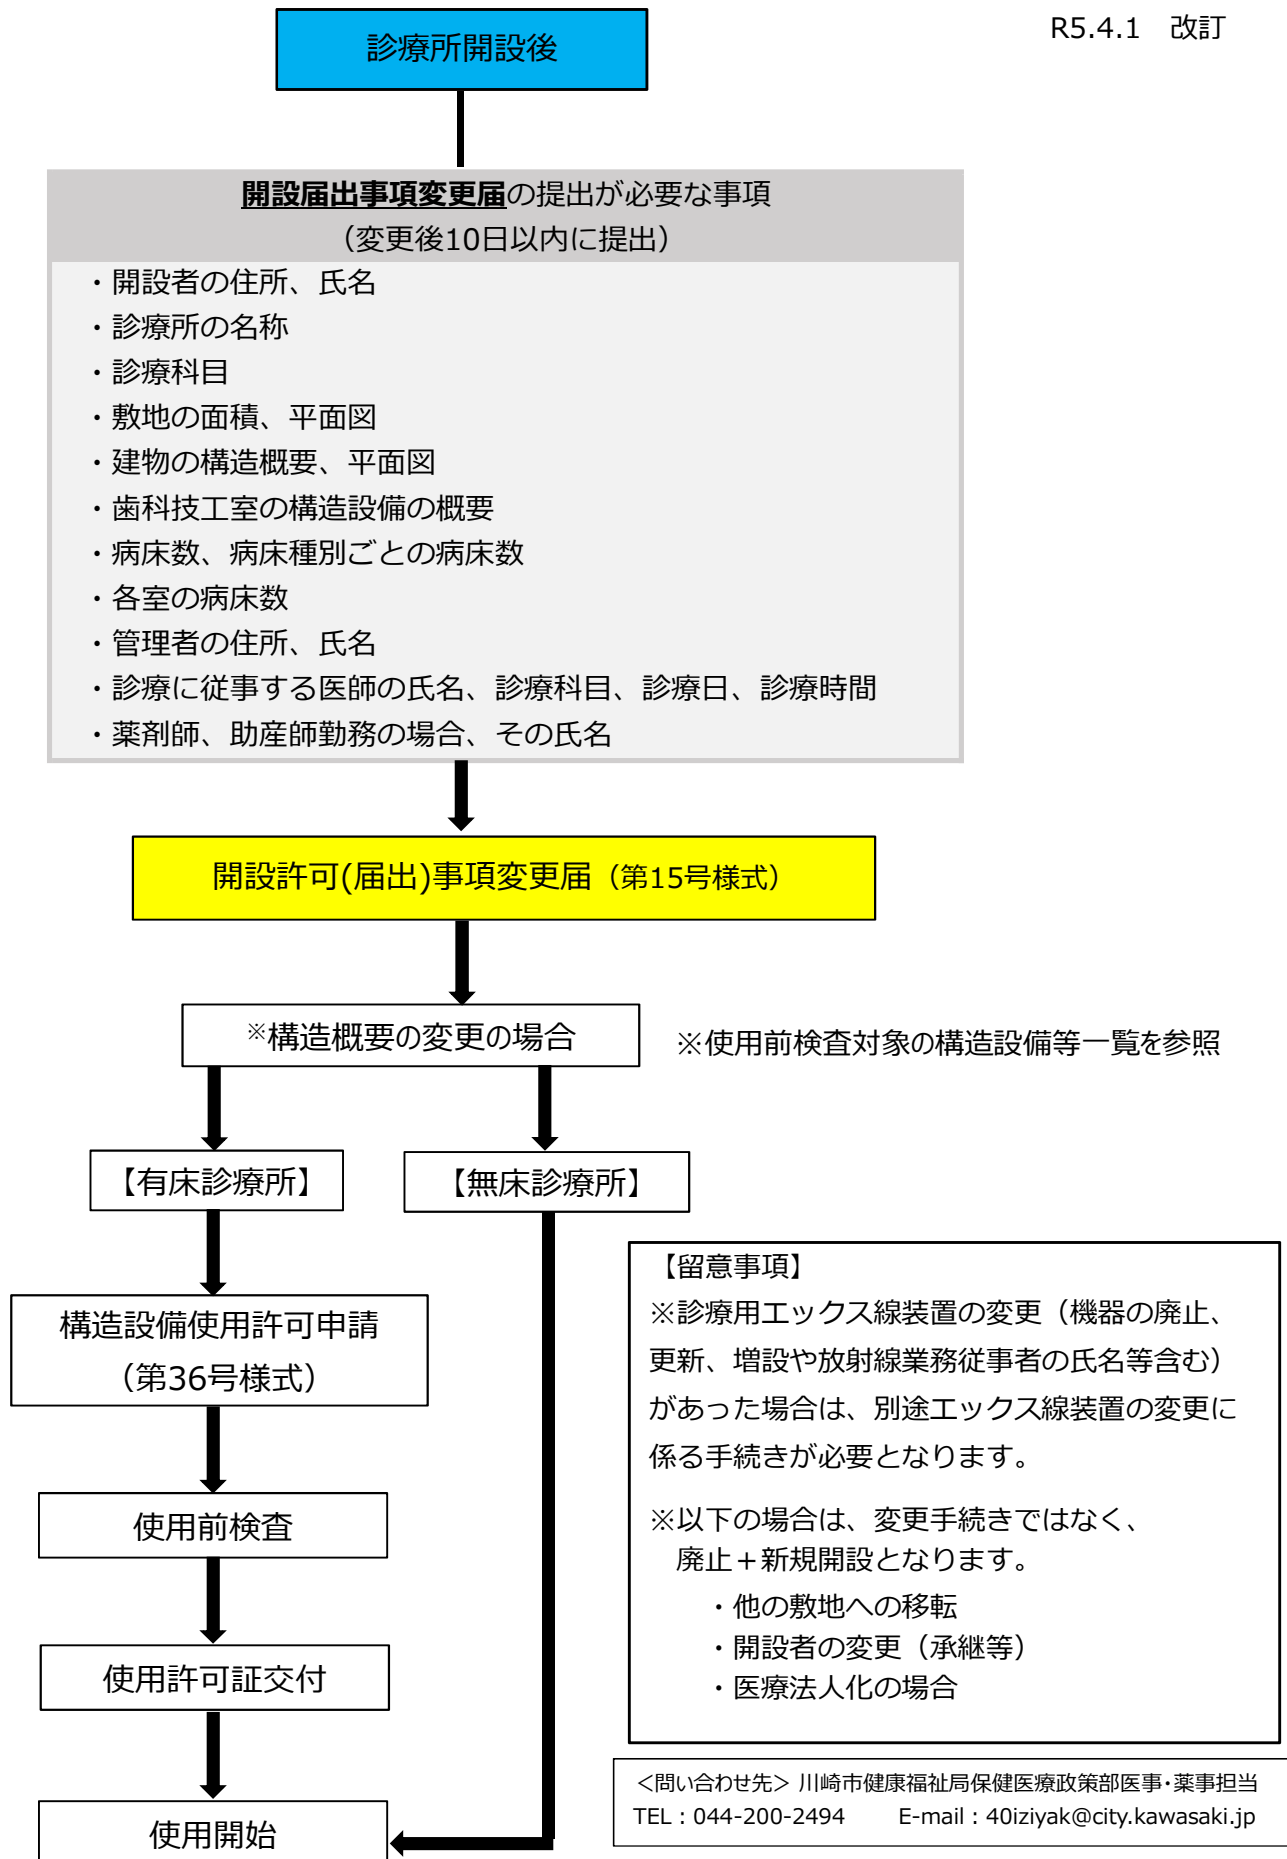 R5.4.1　改訂
診療所開設後
開設届出事項変更届の提出が必要な事項
（変更後10日以内に提出）
・開設者の住所、氏名
・診療所の名称
・診療科目
・敷地の面積、平面図
・建物の構造概要、平面図
・歯科技工室の構造設備の概要
・病床数、病床種別ごとの病床数
・各室の病床数
・管理者の住所、氏名
・診療に従事する医師の氏名、診療科目、診療日、診療時間
・薬剤師、助産師勤務の場合、その氏名
開設許可(届出)事項変更届（第15号様式）
※構造概要の変更の場合
※使用前検査対象の構造設備等一覧を参照
【有床診療所】
【無床診療所】
構造設備使用許可申請
（第36号様式）
使用前検査
使用許可証交付
使用開始
【留意事項】
※診療用エックス線装置の変更（機器の廃止、
更新、増設や放射線業務従事者の氏名等含む）
があった場合は、別途エックス線装置の変更に
係る手続きが必要となります。
※以下の場合は、変更手続きではなく、
廃止＋新規開設となります。
・他の敷地への移転
・開設者の変更（承継等）
・医療法人化の場合
＜問い合わせ先＞ 川崎市健康福祉局保健医療政策部医事・薬事担当
TEL：044-200-2494　　E-mail：40iziyak@city.kawasaki.jp